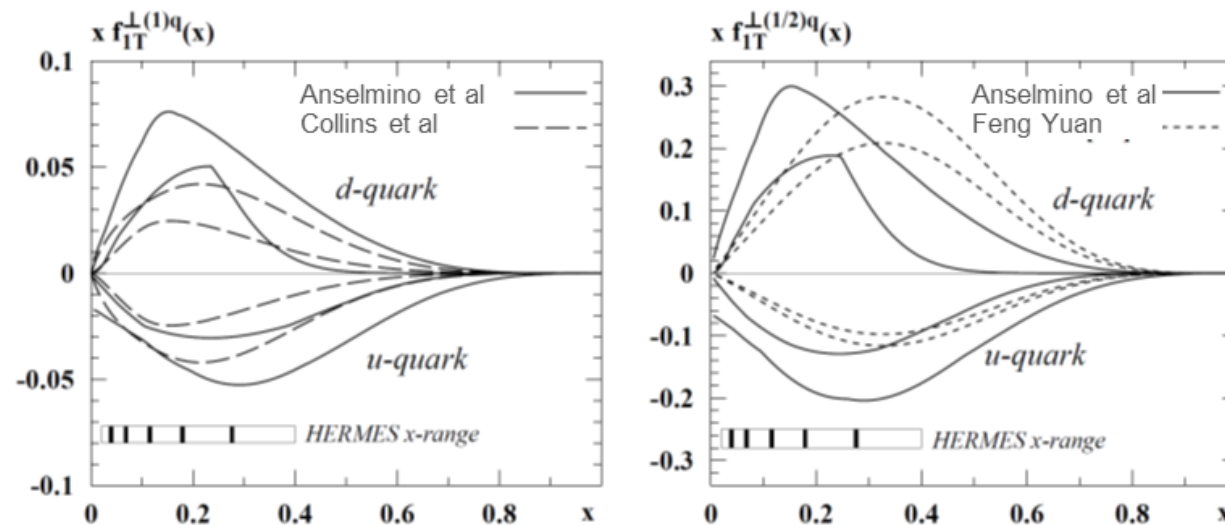 x f1T⊥(1)q(x)
0.1
0.05
0
-0.05
-0.1
Anselmino et al
Collins et al
d-quark
u-quark
HERMES x-range
0 0.2 0.4 0.6 0.8 x
x f1T⊥(1/2)q(x)
0.3
0.2
0.1
0
-0.1
-0.2
-0.3
Anselmino et al
Feng Yuan
d-quark
u-quark
HERMES x-range
0 0.2 0.4 0.6 0.8 x